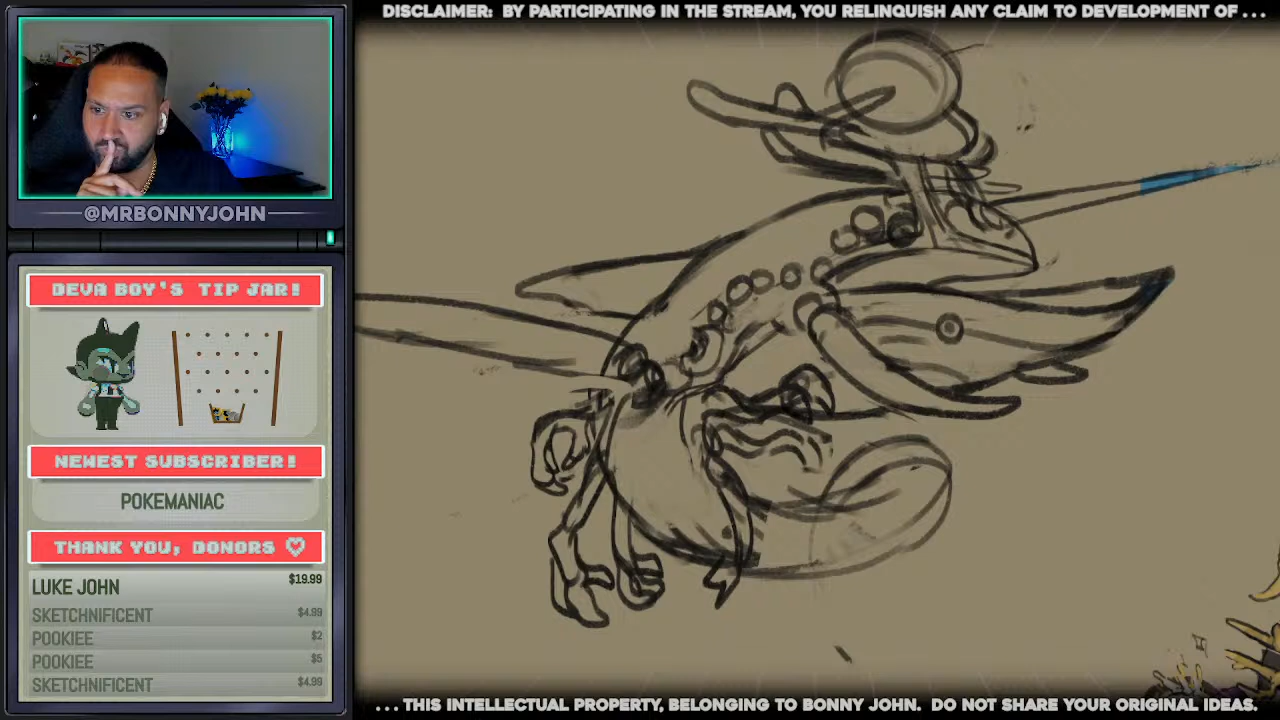 DISCLAIMER: BY PARTICIPATING IN THE STREAM, YOU RELINQUISH ANY CLAIM TO DEVELOPMENT OF . . .
@MRBONNYJOHN
DEVA BOY'S TIP JAR!
NEWEST SUBSCRIBER!
POKEMANIAC
THANK YOU, DONORS ♡
LUKE JOHN $19.99
SKETCHNIFICENT $4.99
POOKIEE $2
POOKIEE $5
SKETCHNIFICENT $4.99
. . . THIS INTELLECTUAL PROPERTY, BELONGING TO BONNY JOHN. DO NOT SHARE YOUR ORIGINAL IDEAS.